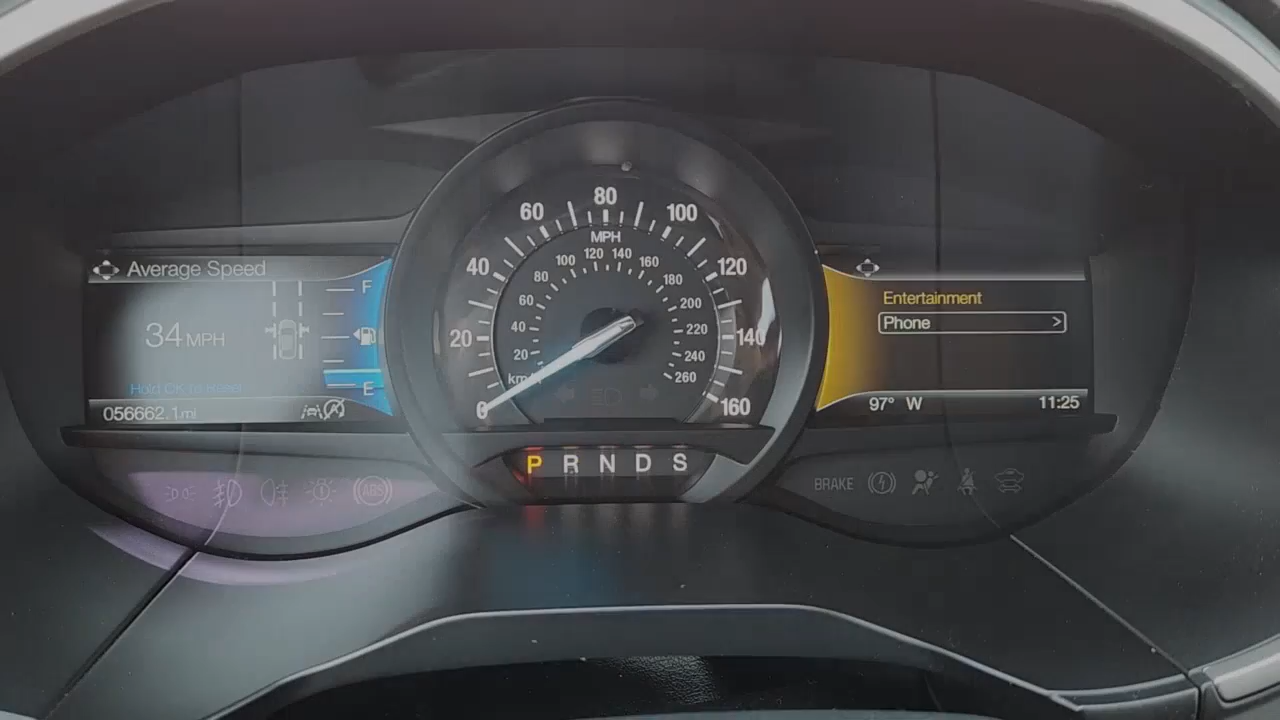 Average Speed
34 MPH
Hold OK to Reset
056662.1 mi
F
E
0 20 40 60 80 100 120 140 160
MPH
20 40 60 80 100 120 140 160 180 200 220 240 260
km/h
P R N D S
Entertainment
Phone >
97° W 11:25
ABS
BRAKE